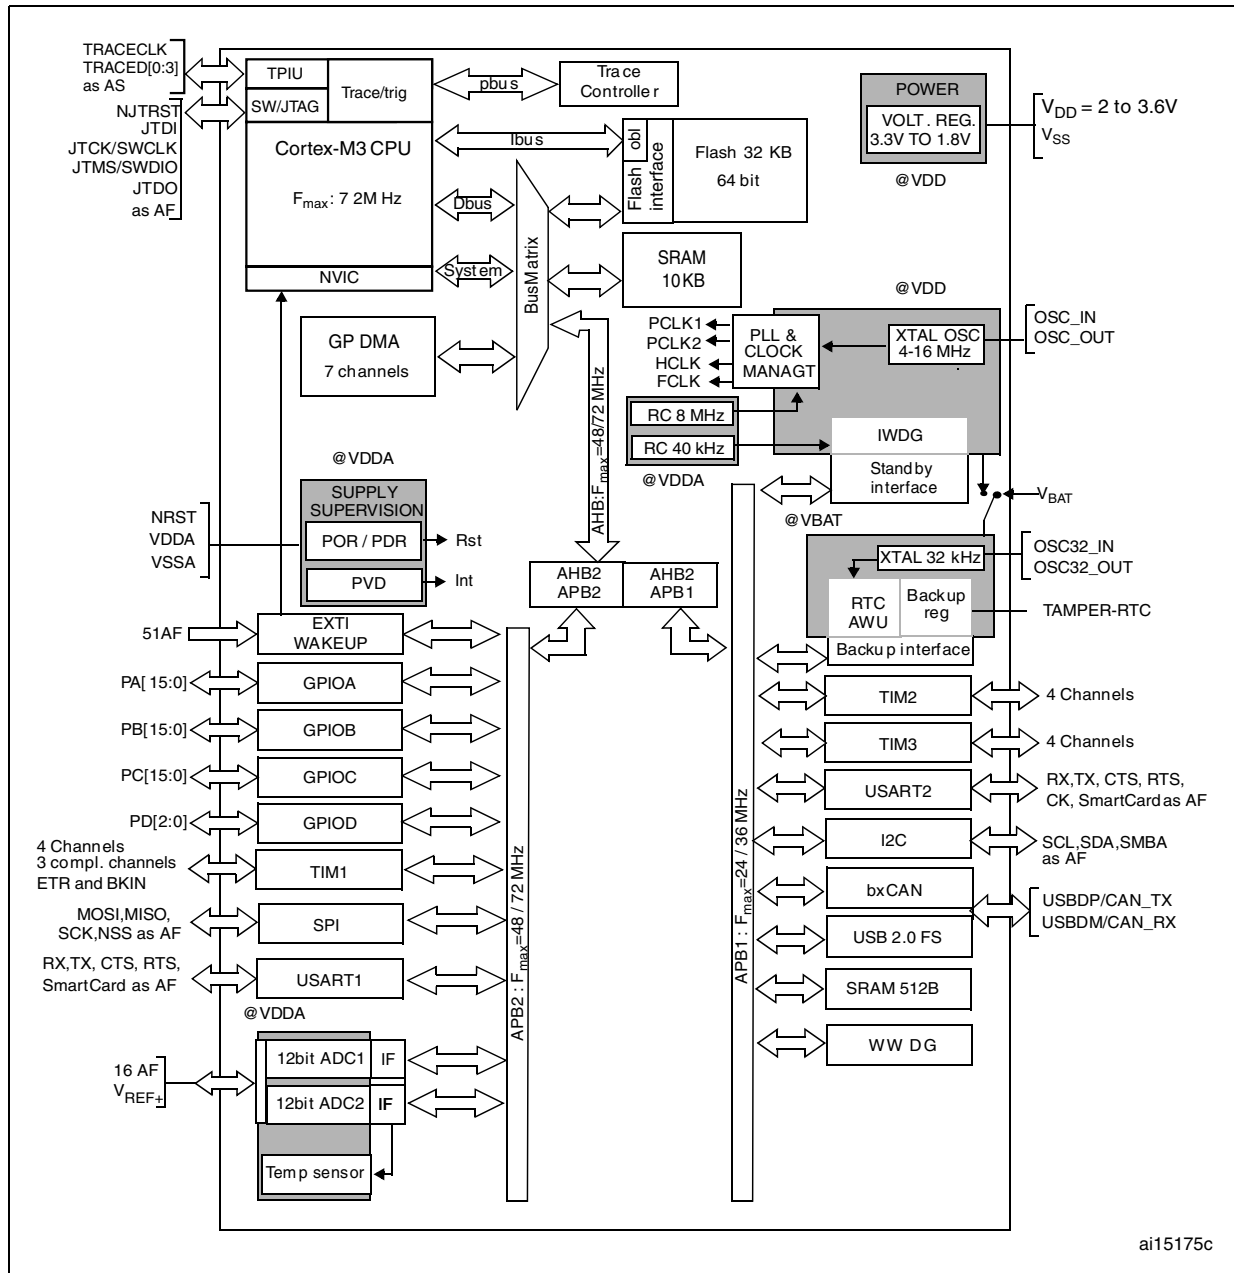 TRACECLK
TRACED[0:3]
as AS
NJTRST
JTDI
JTCK/SWCLK
JTMS/SWDIO
JTDO
as AF
TPIU
SW/JTAG
Trace/trig
Cortex-M3 CPU
Fmax: 7 2M Hz
NVIC
GP DMA
7 channels
pbus
Ibus
Dbus
System
BusMatrix
Trace
Controller
obl
Flash
interface
Flash 32 KB
64 bit
SRAM
10KB
POWER
VOLT. REG.
3.3V TO 1.8V
@VDD
VDD = 2 to 3.6V
VSS
@VDD
PCLK1
PCLK2
HCLK
FCLK
PLL &
CLOCK
MANAGT
XTAL OSC
4-16 MHz
OSC_IN
OSC_OUT
RC 8 MHz
RC 40 kHz
@VDDA
IWDG
Standby
interface
VBAT
@VBAT
XTAL 32 kHz
OSC32_IN
OSC32_OUT
RTC
AWU
Backup
reg
TAMPER-RTC
Backup interface
AHB:Fmax=48/72 MHz
@VDDA
SUPPLY
SUPERVISION
NRST
VDDA
VSSA
POR / PDR
Rst
PVD
Int
AHB2
APB2
AHB2
APB1
51AF
EXTI
WAKEUP
PA[ 15:0]
GPIOA
PB[15:0]
GPIOB
PC[15:0]
GPIOC
PD[2:0]
GPIOD
4 Channels
3 compl. channels
ETR and BKIN
TIM1
MOSI,MISO,
SCK,NSS as AF
SPI
RX,TX, CTS, RTS,
SmartCard as AF
USART1
@VDDA
16 AF
VREF+
12bit ADC1
IF
12bit ADC2
IF
Temp sensor
APB2 : Fmax=48 / 72 MHz
APB1 : Fmax=24 / 36 MHz
TIM2
4 Channels
TIM3
4 Channels
USART2
RX,TX, CTS, RTS,
CK, SmartCard as AF
I2C
SCL,SDA,SMBA
as AF
bxCAN
USBDP/CAN_TX
USBDM/CAN_RX
USB 2.0 FS
SRAM 512B
WW DG
ai15175c